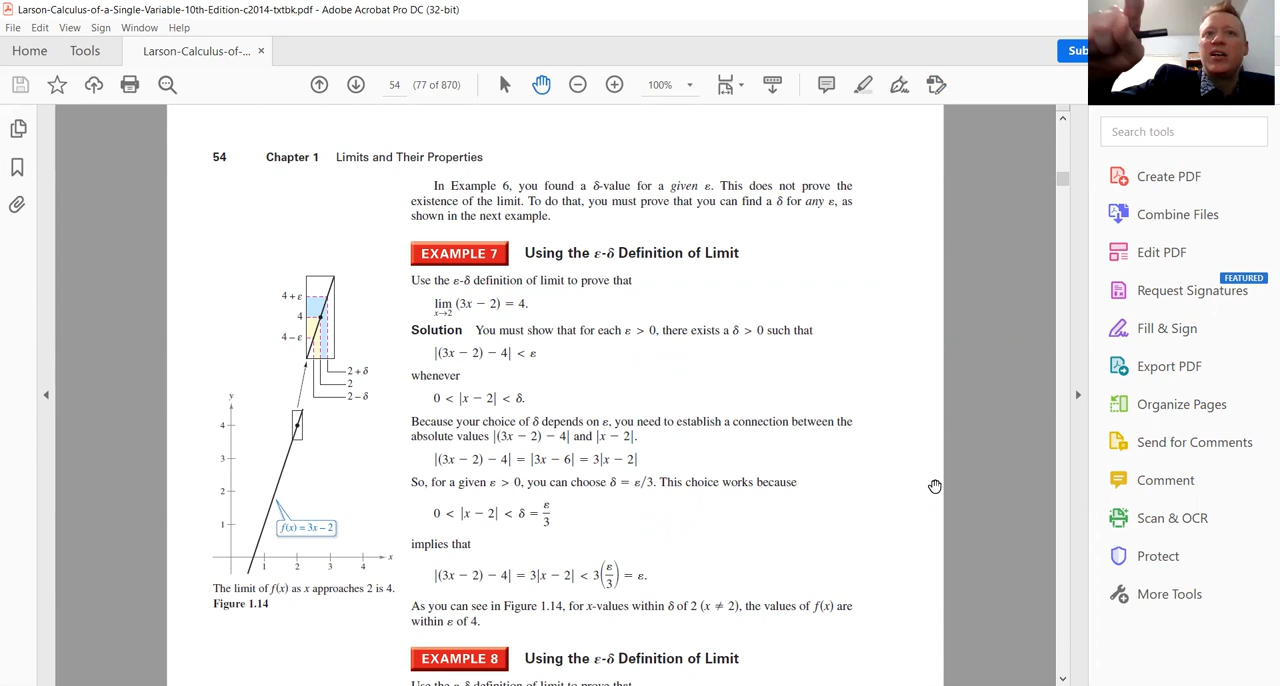 Larson-Calculus-of-a-Single-Variable-10th-Edition-c2014-txtbk.pdf - Adobe Acrobat Pro DC (32-bit)
File Edit View Sign Window Help
Home Tools Larson-Calculus-of-... ×
54 (77 of 870) 100%
Sub
Search tools
Create PDF
Combine Files
Edit PDF
FEATURED
Request Signatures
Fill & Sign
Export PDF
Organize Pages
Send for Comments
Comment
Scan & OCR
Protect
More Tools
54 Chapter 1 Limits and Their Properties
In Example 6, you found a δ-value for a given ε. This does not prove the
existence of the limit. To do that, you must prove that you can find a δ for any ε, as
shown in the next example.
EXAMPLE 7 Using the ε-δ Definition of Limit
Use the ε-δ definition of limit to prove that
lim (3x − 2) = 4.
x→2
Solution You must show that for each ε > 0, there exists a δ > 0 such that
|(3x − 2) − 4| < ε
whenever
0 < |x − 2| < δ.
Because your choice of δ depends on ε, you need to establish a connection between the
absolute values |(3x − 2) − 4| and |x − 2|.
|(3x − 2) − 4| = |3x − 6| = 3|x − 2|
So, for a given ε > 0, you can choose δ = ε/3. This choice works because
0 < |x − 2| < δ = ε/3
implies that
|(3x − 2) − 4| = 3|x − 2| < 3(ε/3) = ε.
As you can see in Figure 1.14, for x-values within δ of 2 (x ≠ 2), the values of f(x) are
within ε of 4.
EXAMPLE 8 Using the ε-δ Definition of Limit
Use the ε-δ definition of limit to prove that
4 + ε
4
4 − ε
2 + δ
2
2 − δ
y
4
3
2
1
f(x) = 3x − 2
x
1 2 3 4
The limit of f(x) as x approaches 2 is 4.
Figure 1.14